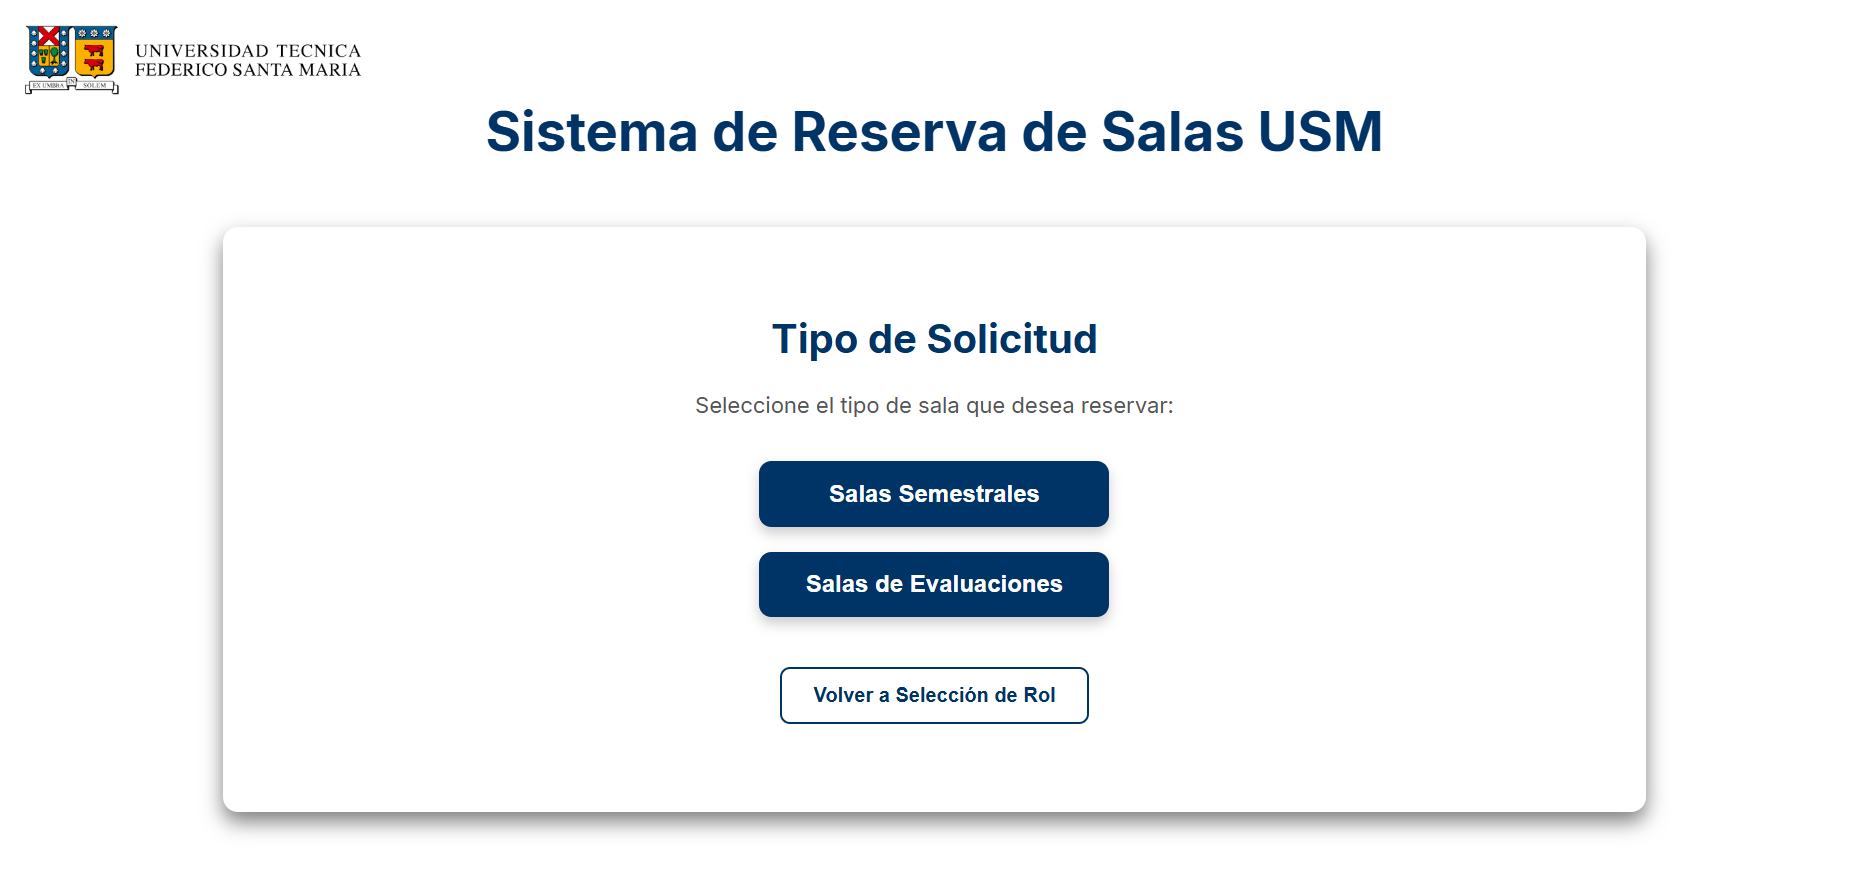 UNIVERSIDAD TECNICA
FEDERICO SANTA MARIA
EX UMBRA IN SOLEM
Sistema de Reserva de Salas USM
Tipo de Solicitud
Seleccione el tipo de sala que desea reservar:
Salas Semestrales
Salas de Evaluaciones
Volver a Selección de Rol